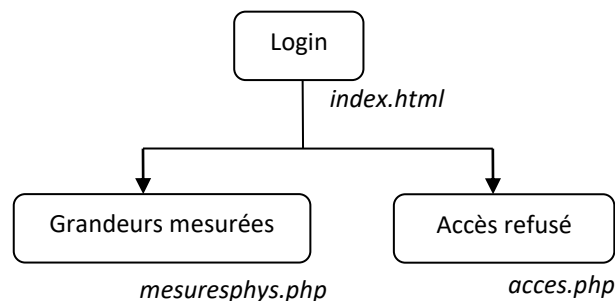 Login
index.html
Grandeurs mesurées
Accès refusé
mesuresphys.php
acces.php